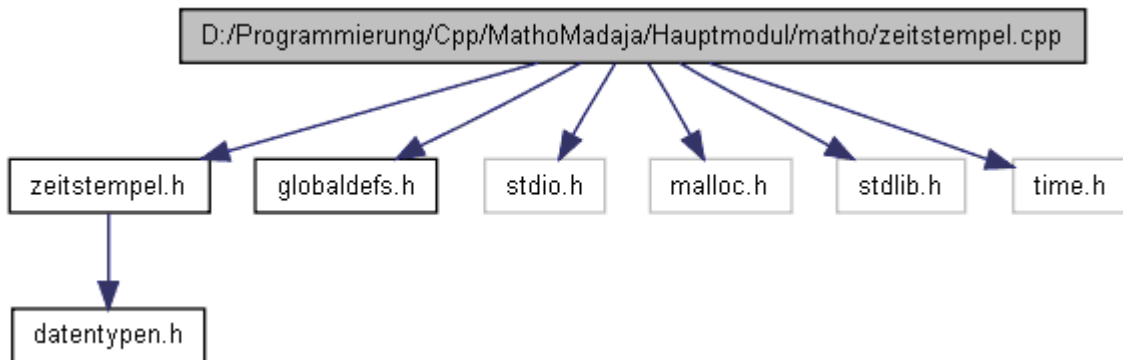 D:/Programmierung/Cpp/MathoMadaja/Hauptmodul/matho/zeitstempel.cpp
zeitstempel.h
globaldefs.h
stdio.h
malloc.h
stdlib.h
time.h
datentypen.h